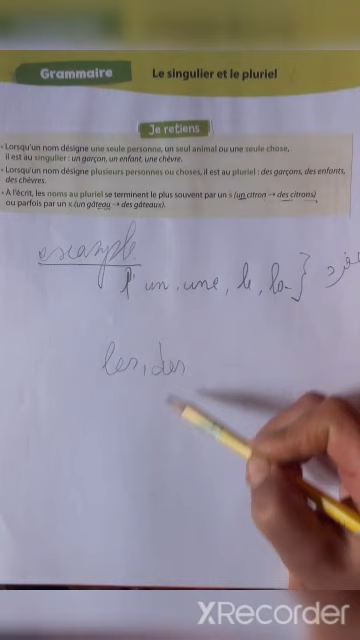 Grammaire Le singulier et le pluriel
Je retiens
• Lorsqu'un nom désigne une seule personne, un seul animal ou une seule chose,
il est au singulier : un garçon, un enfant, une chèvre.
• Lorsqu'un nom désigne plusieurs personnes ou choses, il est au pluriel : des garçons, des enfants,
des chèvres.
• À l'écrit, les noms au pluriel se terminent le plus souvent par un s (un citron → des citrons)
ou parfois par un x (un gâteau → des gâteaux).
example
l' un, une, le, la } مفرد
les, des
XRecorder